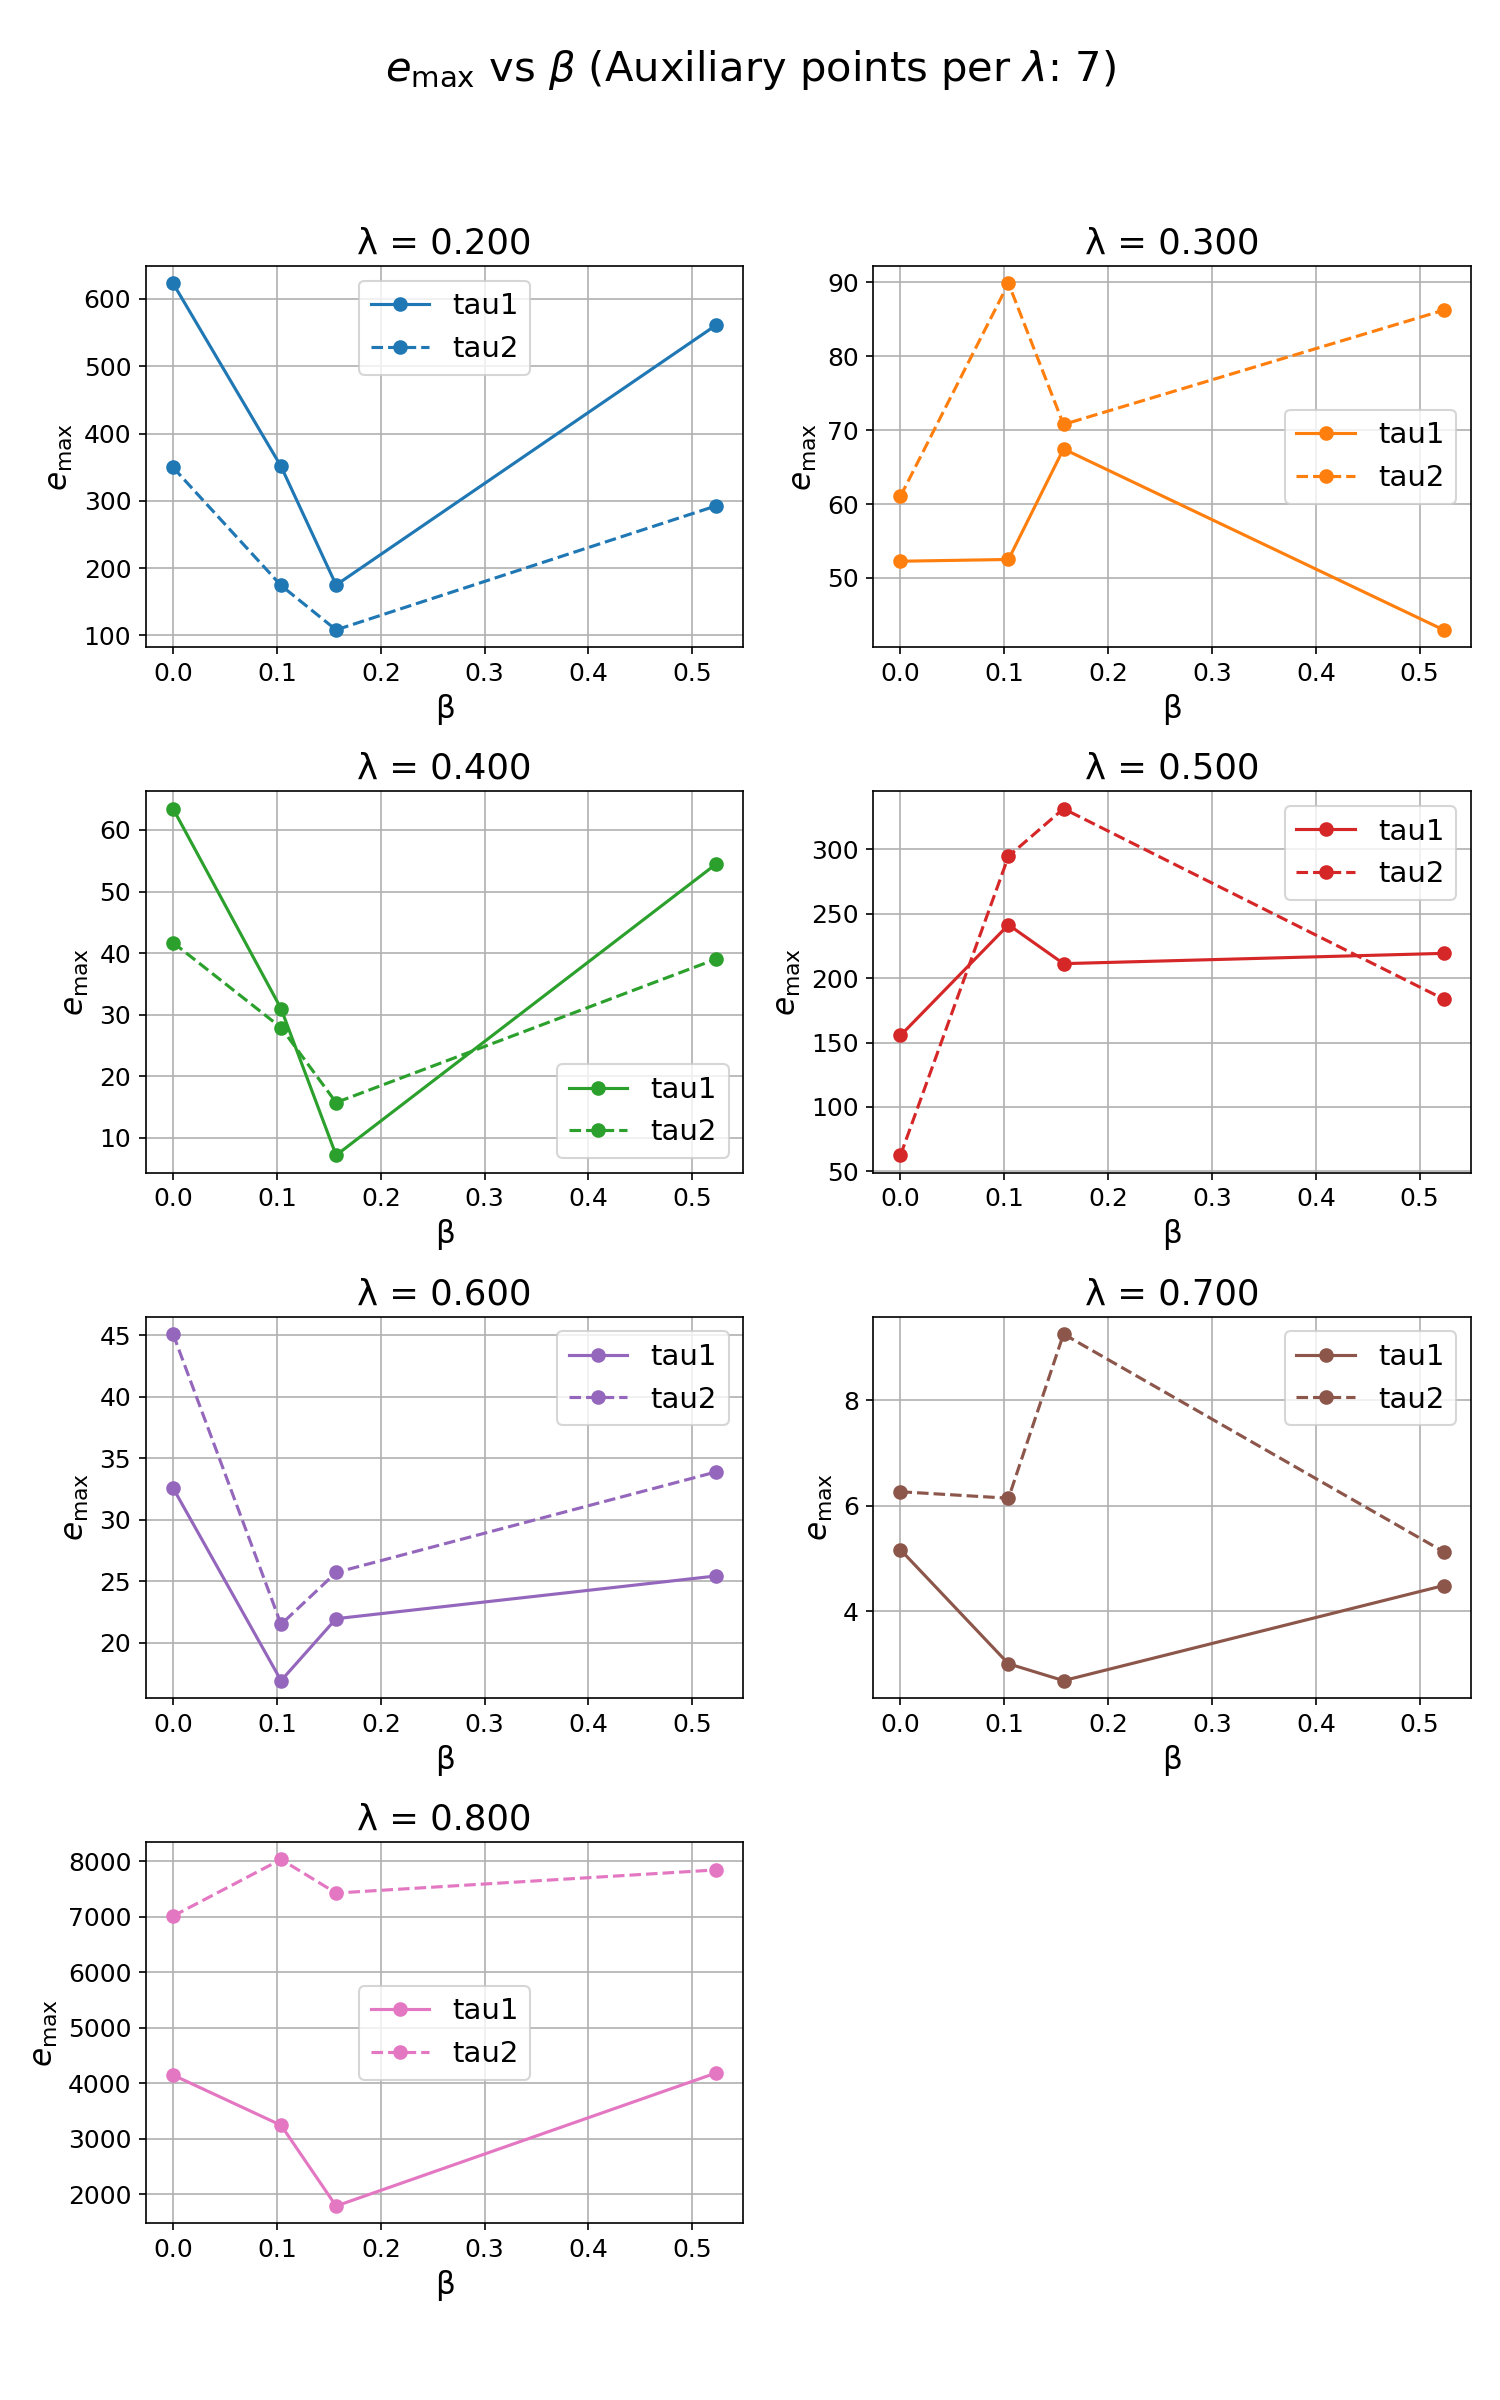 e_max vs β (Auxiliary points per λ: 7)
λ = 0.200
600
500
400
300
200
100
e_max
tau1
tau2
0.0 0.1 0.2 0.3 0.4 0.5
β
λ = 0.300
90
80
70
60
50
e_max
tau1
tau2
0.0 0.1 0.2 0.3 0.4 0.5
β
λ = 0.400
60
50
40
30
20
10
e_max
tau1
tau2
0.0 0.1 0.2 0.3 0.4 0.5
β
λ = 0.500
300
250
200
150
100
50
e_max
tau1
tau2
0.0 0.1 0.2 0.3 0.4 0.5
β
λ = 0.600
45
40
35
30
25
20
e_max
tau1
tau2
0.0 0.1 0.2 0.3 0.4 0.5
β
λ = 0.700
8
6
4
e_max
tau1
tau2
0.0 0.1 0.2 0.3 0.4 0.5
β
λ = 0.800
8000
7000
6000
5000
4000
3000
2000
e_max
tau1
tau2
0.0 0.1 0.2 0.3 0.4 0.5
β